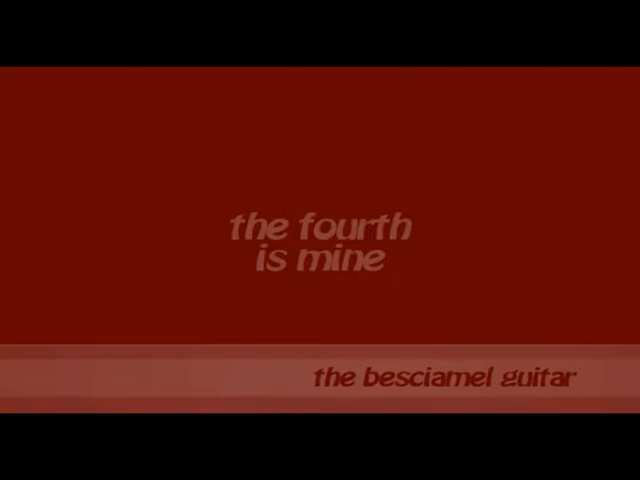 the fourth
is mine
the besciamel guitar